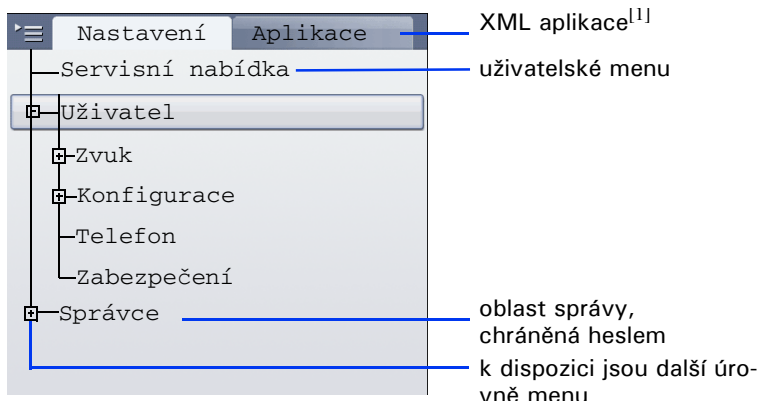 Nastavení Aplikace XML aplikace[1]
Servisní nabídka uživatelské menu
Uživatel
Zvuk
Konfigurace
Telefon
Zabezpečení
Správce oblast správy,
chráněná heslem
k dispozici jsou další úro-
vně menu